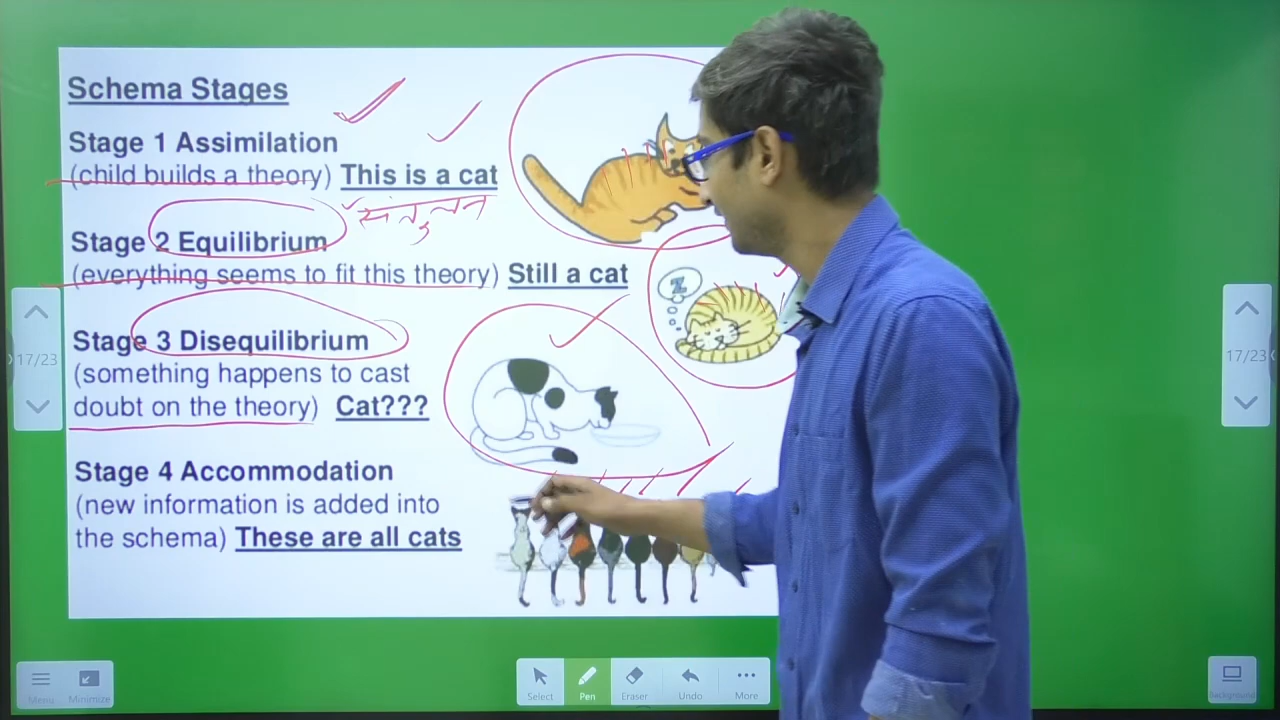 Schema Stages
Stage 1 Assimilation
(child builds a theory) This is a cat
संतुलन
Stage 2 Equilibrium
(everything seems to fit this theory) Still a cat
Z
Stage 3 Disequilibrium
(something happens to cast
doubt on the theory) Cat???
Stage 4 Accommodation
(new information is added into
the schema) These are all cats
17/23
17/23
Menu
Minimize
Select
Pen
Eraser
Undo
More
background